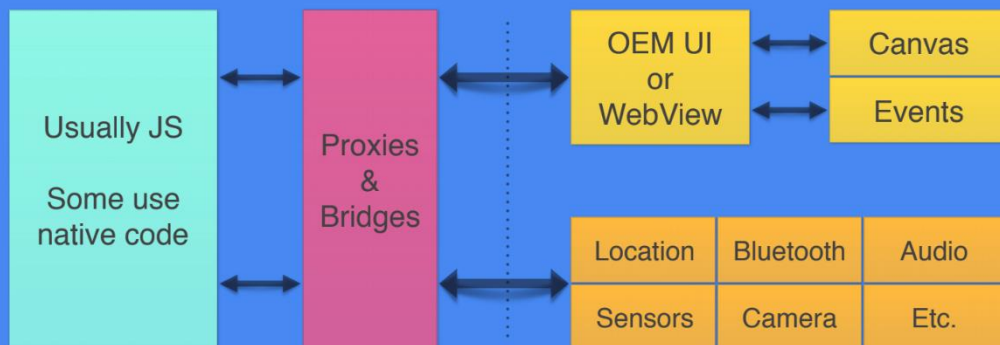 Usually JS
Some use
native code
Proxies
&
Bridges
OEM UI
or
WebView
Canvas
Events
Location
Bluetooth
Audio
Sensors
Camera
Etc.